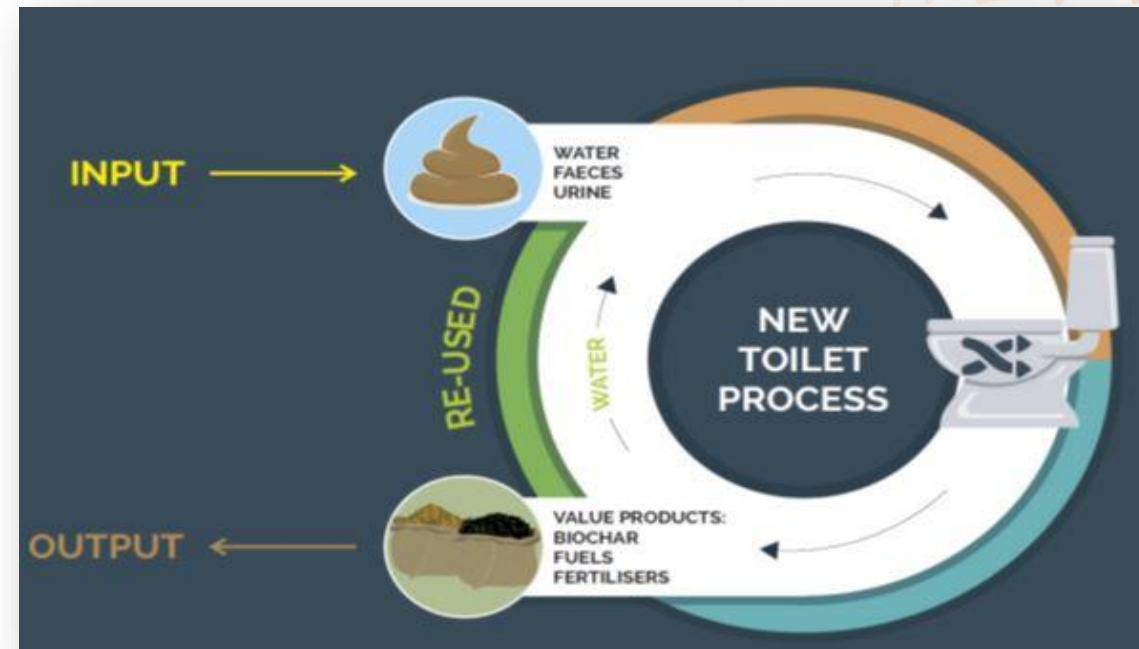 INPUT
WATER
FAECES
URINE
RE-USED
WATER
NEW
TOILET
PROCESS
OUTPUT
VALUE PRODUCTS:
BIOCHAR
FUELS
FERTILISERS